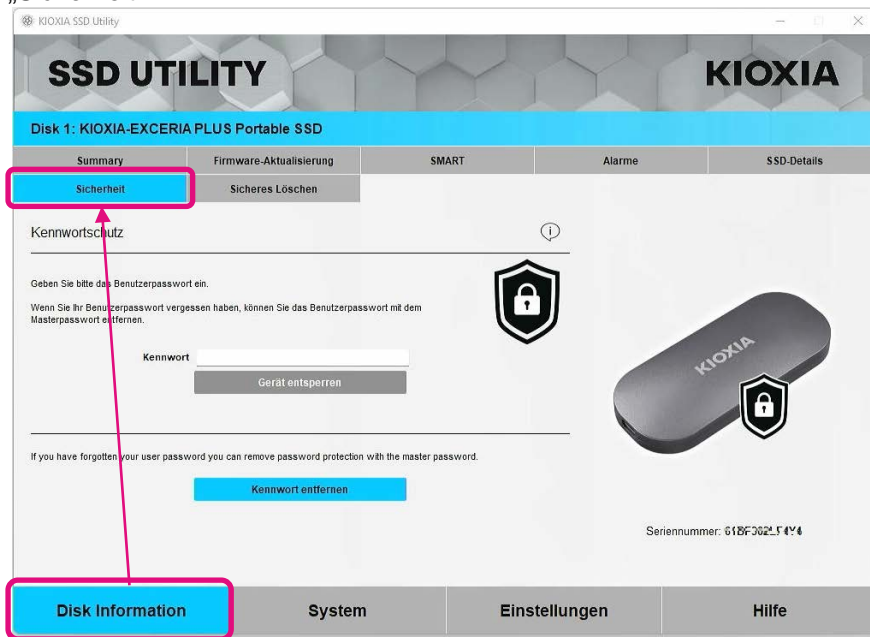 KIOXIA SSD Utility
SSD UTILITY
KIOXIA
Disk 1: KIOXIA-EXCERIA PLUS Portable SSD
Summary
Firmware-Aktualisierung
SMART
Alarme
SSD-Details
Sicherheit
Sicheres Löschen
Kennwortschutz
Geben Sie bitte das Benutzerpasswort ein.
Wenn Sie Ihr Benutzerpasswort vergessen haben, können Sie das Benutzerpasswort mit dem
Masterpasswort entfernen.
Kennwort
Gerät entsperren
KIOXIA
If you have forgotten your user password you can remove password protection with the master password.
Kennwort entfernen
Seriennummer:
Disk Information
System
Einstellungen
Hilfe